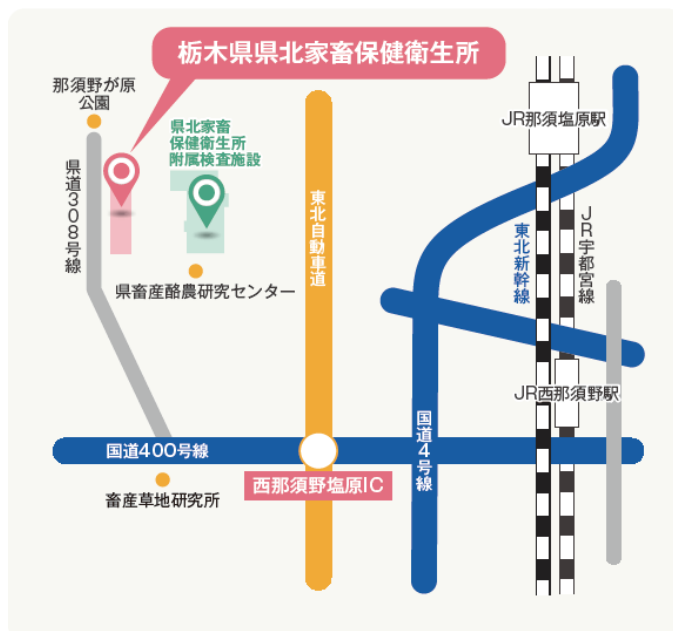 栃木県県北家畜保健衛生所
那須野が原
公園
県北家畜
保健衛生所
附属検査施設
JR那須塩原駅
県道308号線
東北自動車道
東北新幹線
JR宇都宮線
県畜産酪農研究センター
JR西那須野駅
国道4号線
国道400号線
西那須野塩原IC
畜産草地研究所